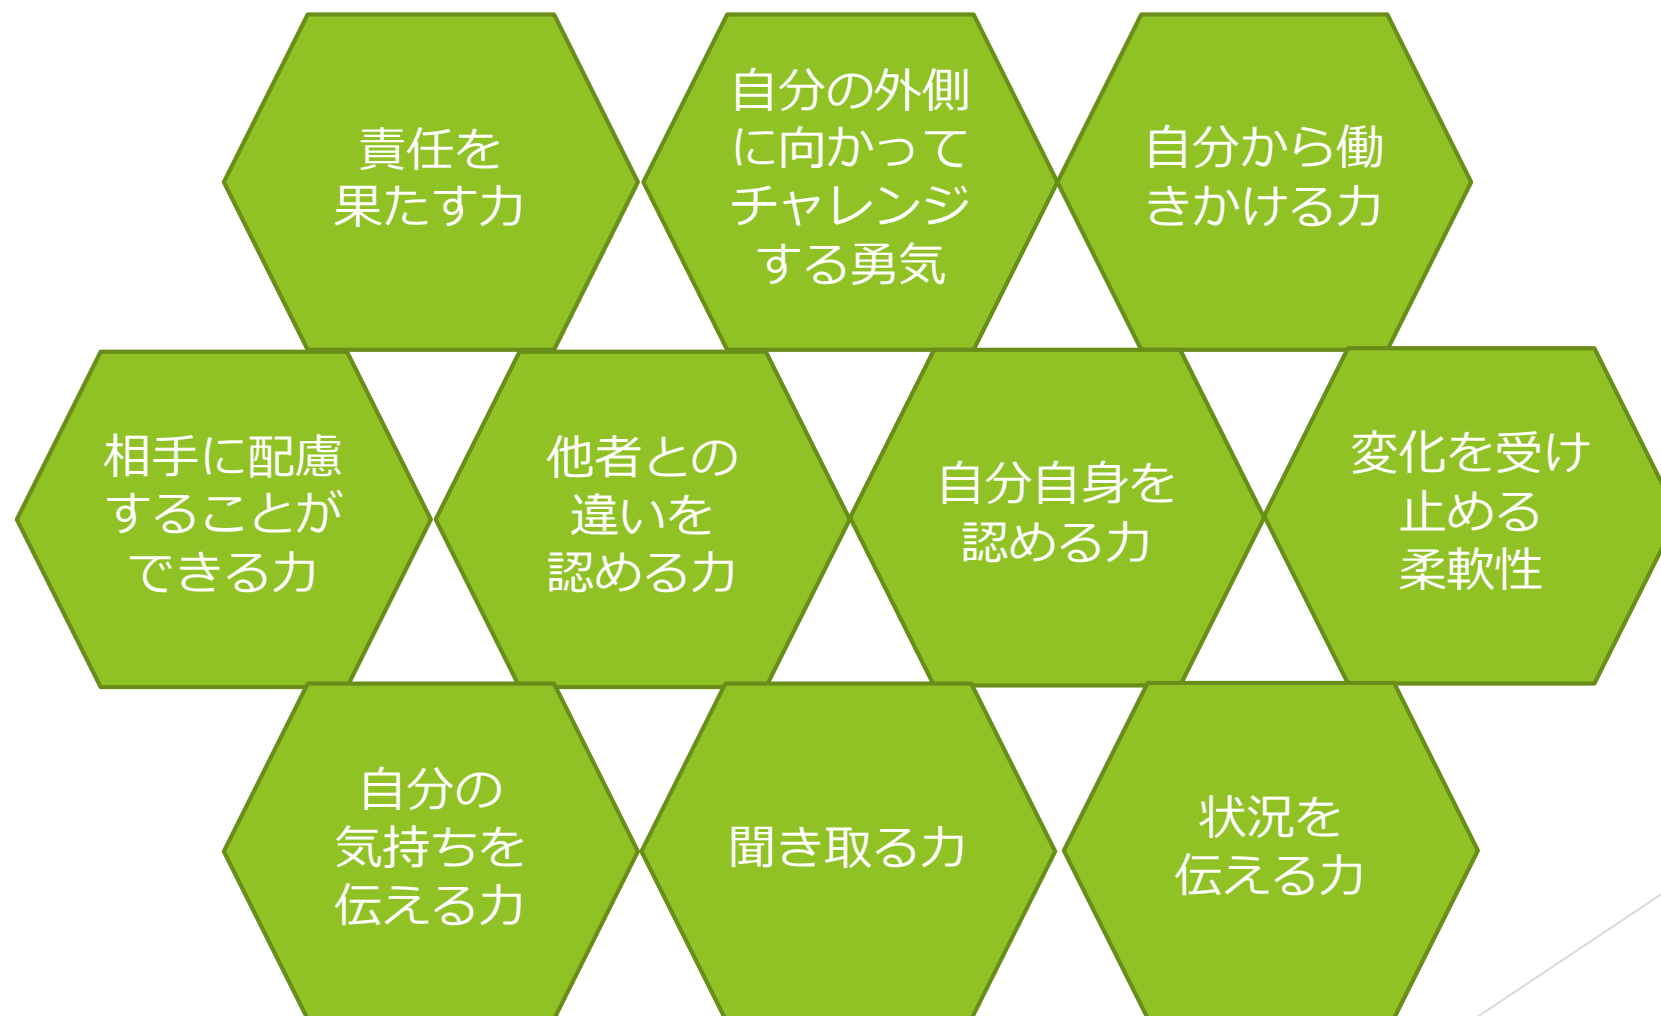 責任を
果たす力
自分の外側
に向かって
チャレンジ
する勇気
自分から働
きかける力
相手に配慮
することが
できる力
他者との
違いを
認める力
自分自身を
認める力
変化を受け
止める
柔軟性
自分の
気持ちを
伝える力
聞き取る力
状況を
伝える力